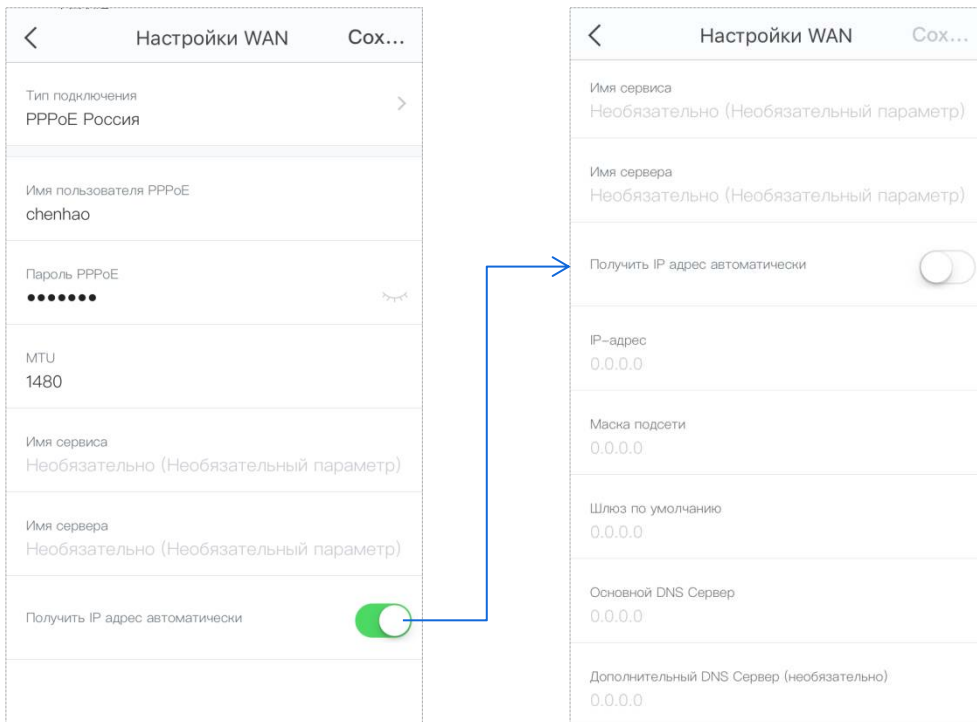 Настройки WAN
Сох...
Тип подключения
PPPoE Россия
Имя пользователя PPPoE
chenhao
Пароль PPPoE
•••••••
MTU
1480
Имя сервиса
Необязательно (Необязательный параметр)
Имя сервера
Необязательно (Необязательный параметр)
Получить IP адрес автоматически
Настройки WAN
Сох...
Имя сервиса
Необязательно (Необязательный параметр)
Имя сервера
Необязательно (Необязательный параметр)
Получить IP адрес автоматически
IP-адрес
0.0.0.0
Маска подсети
0.0.0.0
Шлюз по умолчанию
0.0.0.0
Основной DNS Сервер
0.0.0.0
Дополнительный DNS Сервер (необязательно)
0.0.0.0